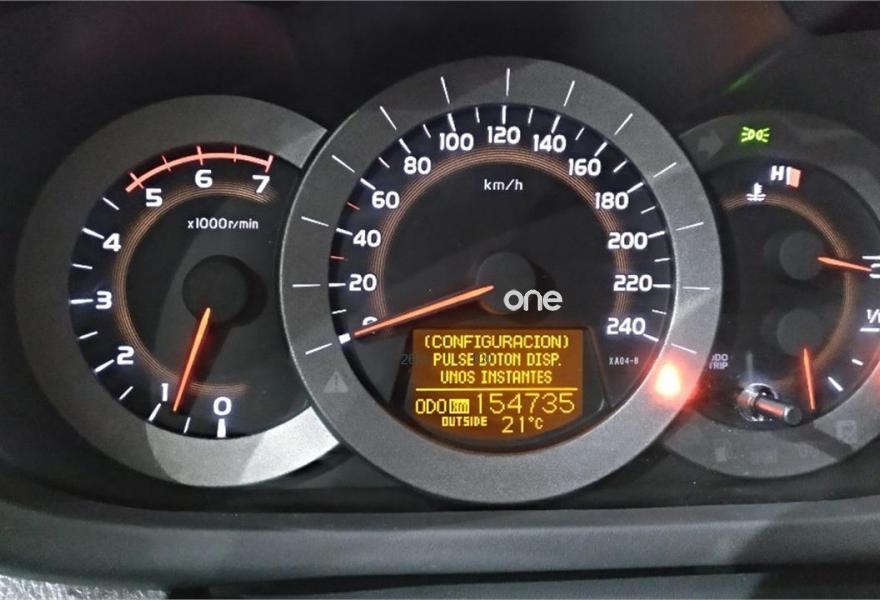 0
1
2
3
4
5
6
7
x1000r/min
20
40
60
80
100
120
140
160
180
200
220
240
km/h
one
(CONFIGURACION)
PULSE BOTON DISP.
UNOS INSTANTES
ODO km 154735
OUTSIDE 21°C
XA04-8
H
TRIP